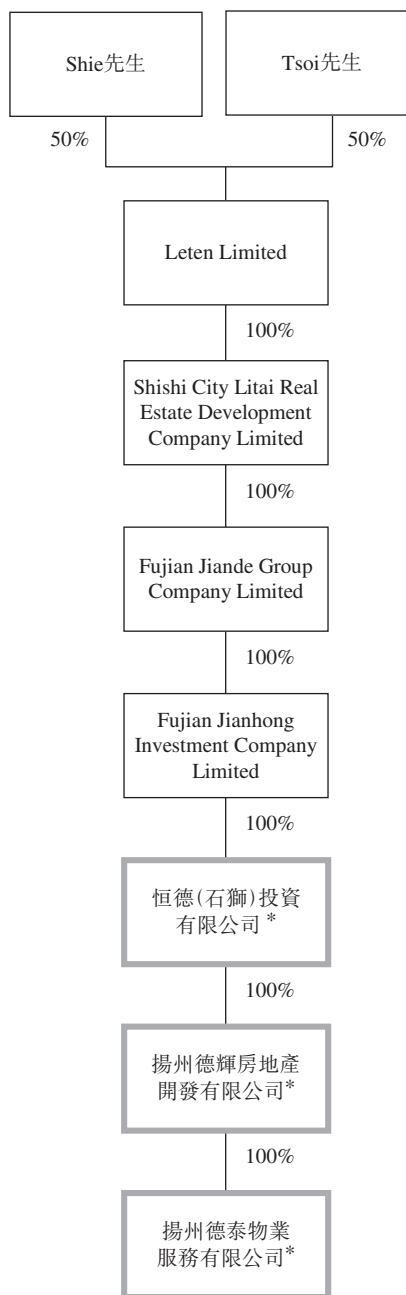 Shie先生
Tsoi先生
50%
50%
Leten Limited
100%
Shishi City Litai Real
Estate Development
Company Limited
100%
Fujian Jiande Group
Company Limited
100%
Fujian Jianhong
Investment Company
Limited
100%
恒德(石獅)投資
有限公司 *
100%
揚州德輝房地產
開發有限公司*
100%
揚州德泰物業
服務有限公司*